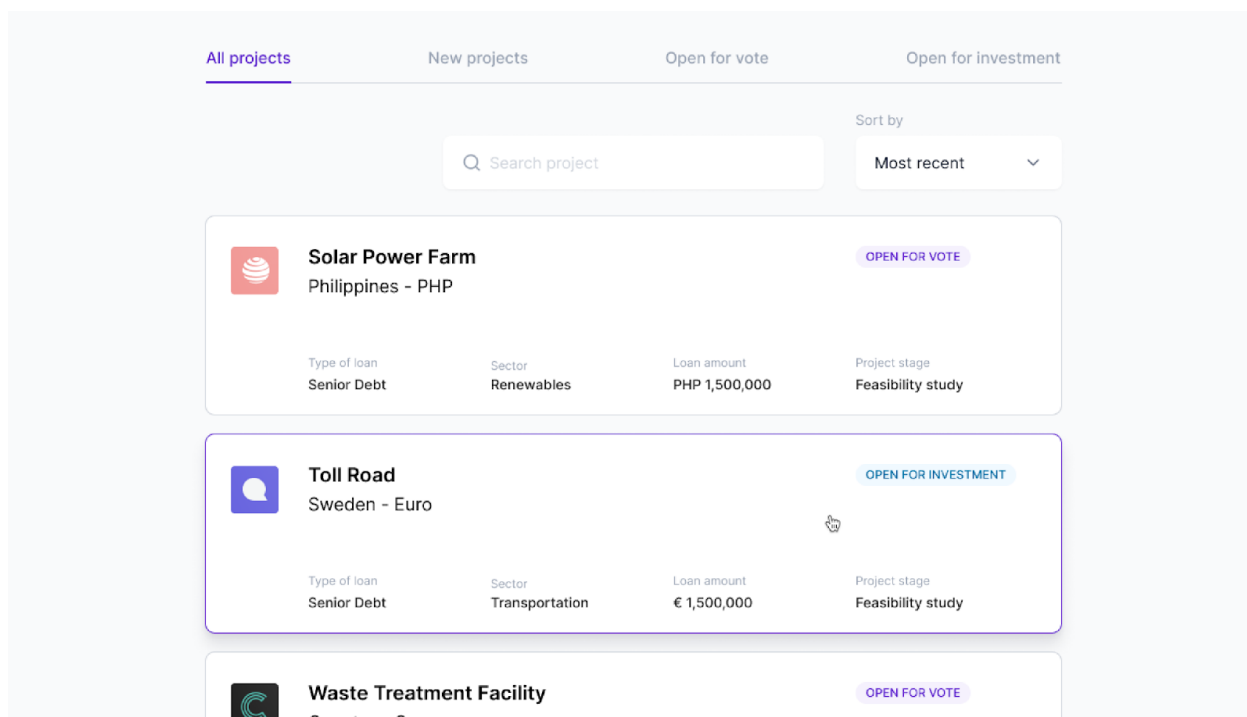 All projects New projects Open for vote Open for investment
Sort by
Search project
Most recent
Solar Power Farm
OPEN FOR VOTE
Philippines - PHP
Type of loan Sector Loan amount Project stage
Senior Debt Renewables PHP 1,500,000 Feasibility study
Toll Road
OPEN FOR INVESTMENT
Sweden - Euro
Type of loan Sector Loan amount Project stage
Senior Debt Transportation € 1,500,000 Feasibility study
Waste Treatment Facility
OPEN FOR VOTE